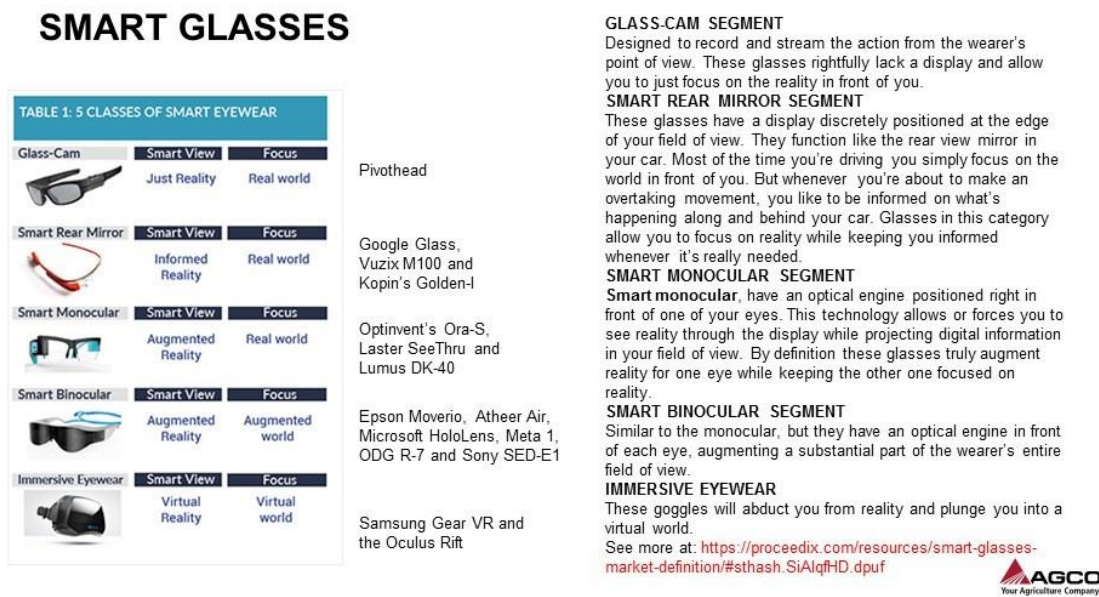 SMART GLASSES
TABLE 1: 5 CLASSES OF SMART EYEWEAR
Glass-Cam Smart View Focus
Just Reality Real world
Pivothead
Smart Rear Mirror Smart View Focus
Informed Reality Real world
Google Glass,
Vuzix M100 and
Kopin's Golden-I
Smart Monocular Smart View Focus
Augmented Reality Real world
Optinvent's Ora-S,
Laster SeeThru and
Lumus DK-40
Smart Binocular Smart View Focus
Augmented Reality Augmented world
Epson Moverio, Atheer Air,
Microsoft HoloLens, Meta 1,
ODG R-7 and Sony SED-E1
Immersive Eyewear Smart View Focus
Virtual Reality Virtual world
Samsung Gear VR and
the Oculus Rift
GLASS-CAM SEGMENT
Designed to record and stream the action from the wearer's
point of view. These glasses rightfully lack a display and allow
you to just focus on the reality in front of you.
SMART REAR MIRROR SEGMENT
These glasses have a display discretely positioned at the edge
of your field of view. They function like the rear view mirror in
your car. Most of the time you're driving you simply focus on the
world in front of you. But whenever you're about to make an
overtaking movement, you like to be informed on what's
happening along and behind your car. Glasses in this category
allow you to focus on reality while keeping you informed
whenever it's really needed.
SMART MONOCULAR SEGMENT
Smart monocular, have an optical engine positioned right in
front of one of your eyes. This technology allows or forces you to
see reality through the display while projecting digital information
in your field of view. By definition these glasses truly augment
reality for one eye while keeping the other one focused on
reality.
SMART BINOCULAR SEGMENT
Similar to the monocular, but they have an optical engine in front
of each eye, augmenting a substantial part of the wearer's entire
field of view.
IMMERSIVE EYEWEAR
These goggles will abduct you from reality and plunge you into a
virtual world.
See more at: https://proceedix.com/resources/smart-glasses-
market-definition/#sthash.SiAlqfHD.dpuf
AGCO
Your Agriculture Company